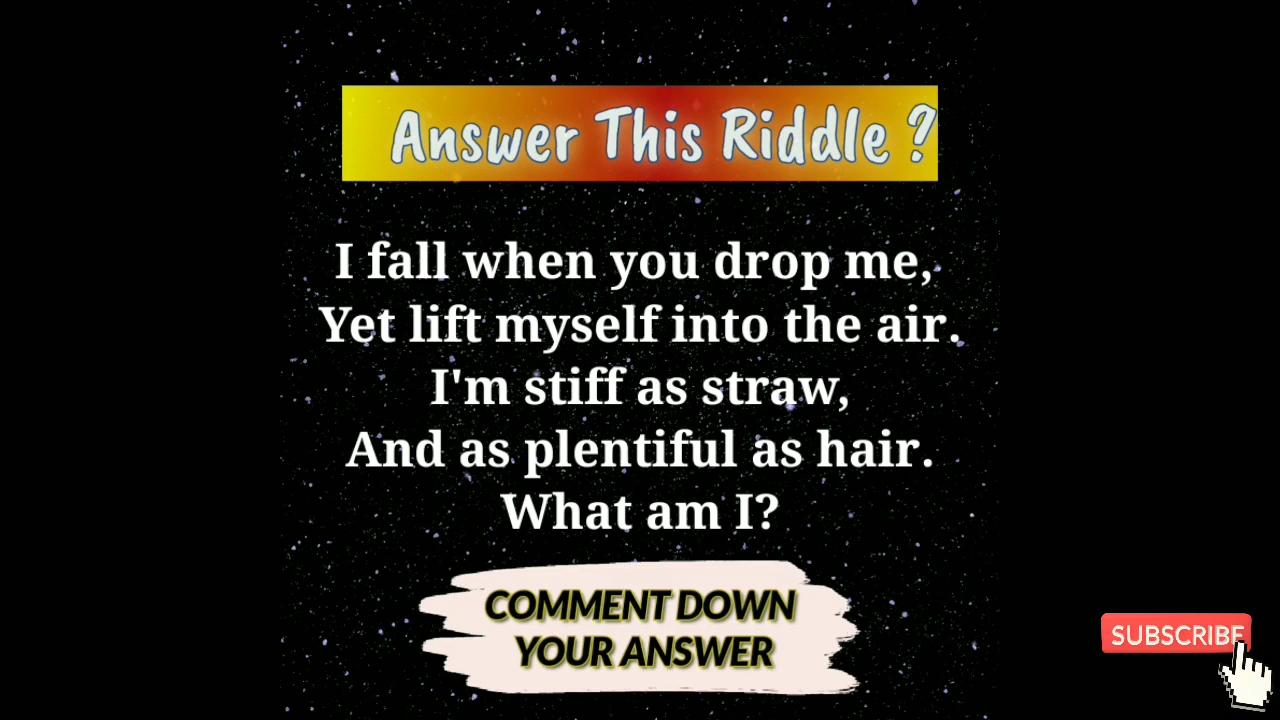 Answer This Riddle ?
I fall when you drop me,
Yet lift myself into the air.
I'm stiff as straw,
And as plentiful as hair.
What am I?
COMMENT DOWN
YOUR ANSWER
SUBSCRIBE